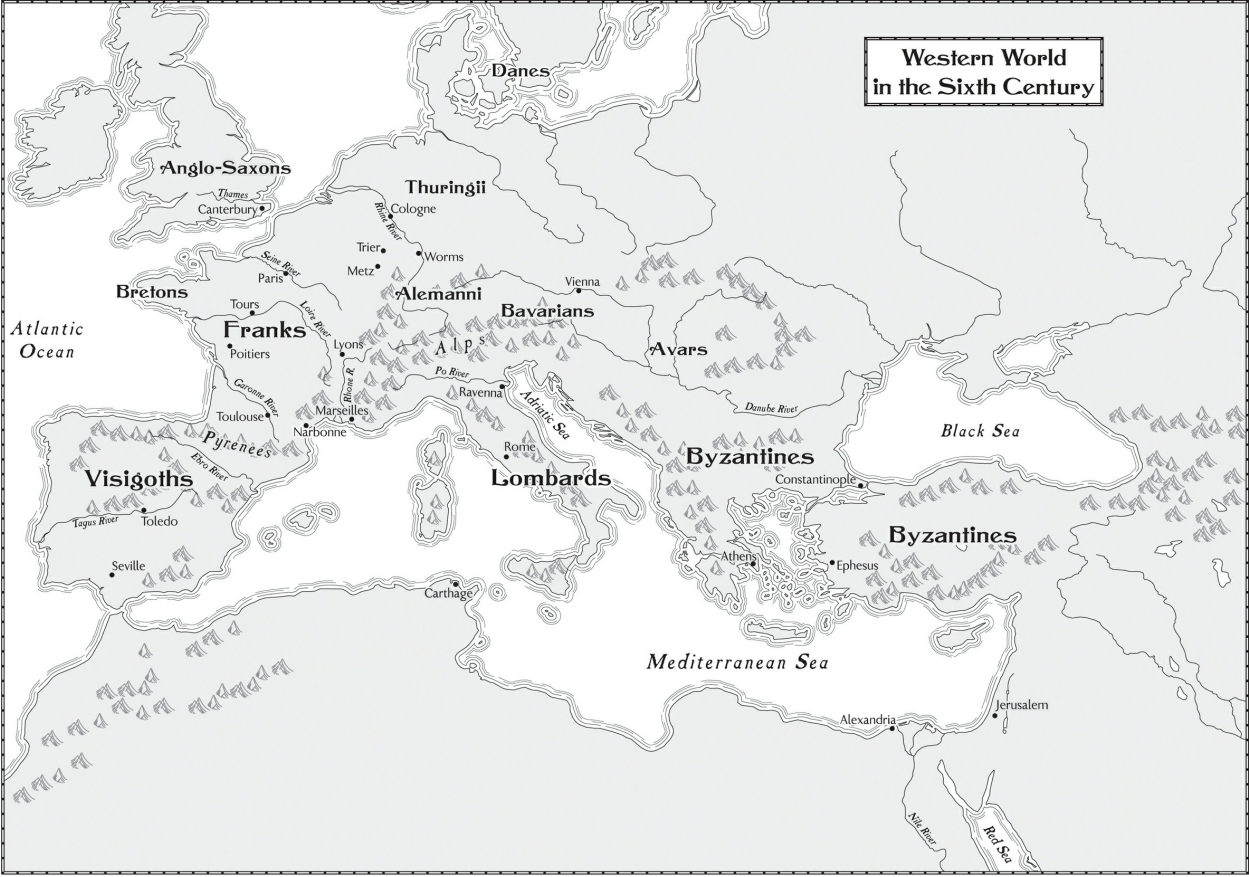 Western World
in the Sixth Century
Danes
Anglo-Saxons
Thames
Canterbury
Thuringii
Rhine River
Cologne
Trier
Worms
Metz
Seine River
Paris
Bretons
Alemanni
Vienna
Bavarians
Tours
Loire River
Franks
Atlantic
Ocean
Poitiers
Lyons
Alps
Avars
Po River
Rhone R.
Ravenna
Garonne River
Adriatic Sea
Danube River
Toulouse
Marseilles
Narbonne
Black Sea
Pyrenees
Rome
Ebro River
Byzantines
Visigoths
Lombards
Constantinople
Tagus River
Toledo
Byzantines
Seville
Athens
Ephesus
Carthage
Mediterranean Sea
Jerusalem
Alexandria
Nile River
Red Sea